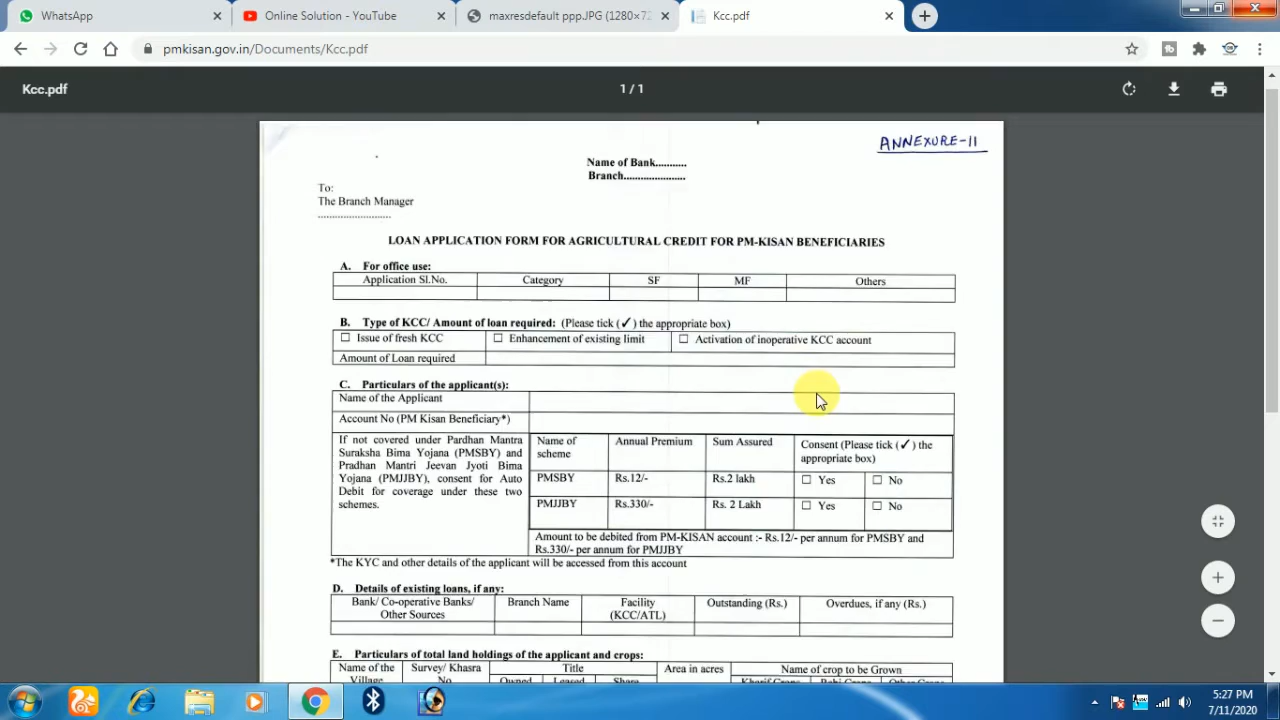 WhatsApp
Online Solution - YouTube
maxresdefault ppp.JPG (1280×72
Kcc.pdf
pmkisan.gov.in/Documents/Kcc.pdf
Kcc.pdf
1 / 1
ANNEXURE-II
Name of Bank...........
Branch.....................
To:
The Branch Manager
.........................
LOAN APPLICATION FORM FOR AGRICULTURAL CREDIT FOR PM-KISAN BENEFICIARIES
A. For office use:
Application Sl.No. Category SF MF Others
B. Type of KCC/ Amount of loan required: (Please tick (✓) the appropriate box)
☐ Issue of fresh KCC ☐ Enhancement of existing limit ☐ Activation of inoperative KCC account
Amount of Loan required
C. Particulars of the applicant(s):
Name of the Applicant
Account No (PM Kisan Beneficiary*)
If not covered under Pardhan Mantra
Suraksha Bima Yojana (PMSBY) and
Pradhan Mantri Jeevan Jyoti Bima
Yojana (PMJJBY), consent for Auto
Debit for coverage under these two
schemes.
Name of
scheme
Annual Premium
Sum Assured
Consent (Please tick (✓) the
appropriate box)
PMSBY Rs.12/- Rs.2 lakh ☐ Yes ☐ No
PMJJBY Rs.330/- Rs. 2 Lakh ☐ Yes ☐ No
Amount to be debited from PM-KISAN account :- Rs.12/- per annum for PMSBY and
Rs.330/- per annum for PMJJBY
*The KYC and other details of the applicant will be accessed from this account
D. Details of existing loans, if any:
Bank/ Co-operative Banks/
Other Sources
Branch Name
Facility
(KCC/ATL)
Outstanding (Rs.)
Overdues, if any (Rs.)
E. Particulars of total land holdings of the applicant and crops:
Name of the
Village
Survey/ Khasra
No
Title
Owned Leased Share
Area in acres
Name of crop to be Grown
Kharif Crops Rabi Crops Other Crops
5:27 PM
7/11/2020